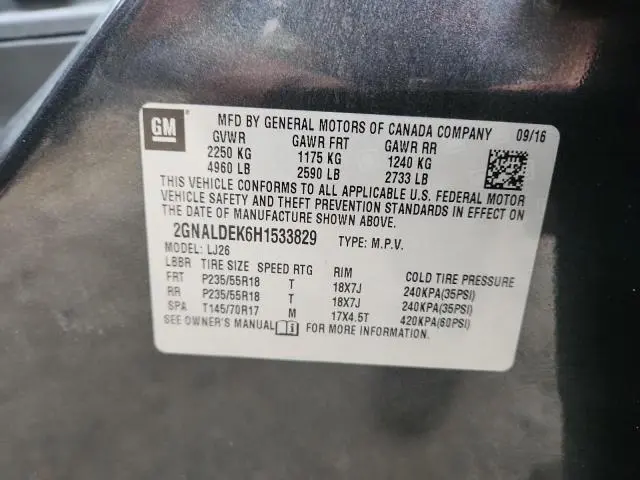 GM
MFD BY GENERAL MOTORS OF CANADA COMPANY 09/16
GVWR GAWR FRT GAWR RR
2250 KG 1175 KG 1240 KG
4960 LB 2590 LB 2733 LB
THIS VEHICLE CONFORMS TO ALL APPLICABLE U.S. FEDERAL MOTOR
VEHICLE SAFETY AND THEFT PREVENTION STANDARDS IN EFFECT ON
THE DATE OF MANUFACTURE SHOWN ABOVE.
2GNALDEK6H1533829 TYPE: M.P.V.
MODEL: LJ26
LBBR TIRE SIZE SPEED RTG RIM COLD TIRE PRESSURE
FRT P235/55R18 T 18X7J 240KPA(35PSI)
RR P235/55R18 T 18X7J 240KPA(35PSI)
SPA T145/70R17 M 17X4.5T 420KPA(60PSI)
SEE OWNER'S MANUAL FOR MORE INFORMATION.